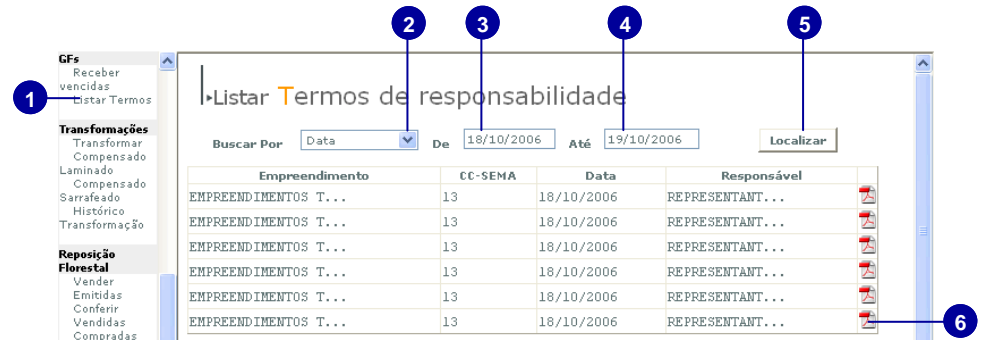 2
3
4
5
1
6
GFs
Receber
vencidas
Listar Termos
Transformações
Transformar
Compensado
Laminado
Compensado
Sarrafeado
Histórico
Transformação
Reposição
Florestal
Vender
Emitidas
Conferir
Vendidas
Compradas
Listar Termos de responsabilidade
Buscar Por Data De 18/10/2006 Até 19/10/2006 Localizar
Empreendimento CC-SEMA Data Responsável
EMPREENDIMENTOS T... 13 18/10/2006 REPRESENTANT...
EMPREENDIMENTOS T... 13 18/10/2006 REPRESENTANT...
EMPREENDIMENTOS T... 13 18/10/2006 REPRESENTANT...
EMPREENDIMENTOS T... 13 18/10/2006 REPRESENTANT...
EMPREENDIMENTOS T... 13 18/10/2006 REPRESENTANT...
EMPREENDIMENTOS T... 13 18/10/2006 REPRESENTANT...